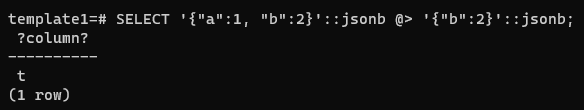 template1=# SELECT '{"a":1, "b":2}'::jsonb @> '{"b":2}'::jsonb;
 ?column?
----------
 t
(1 row)